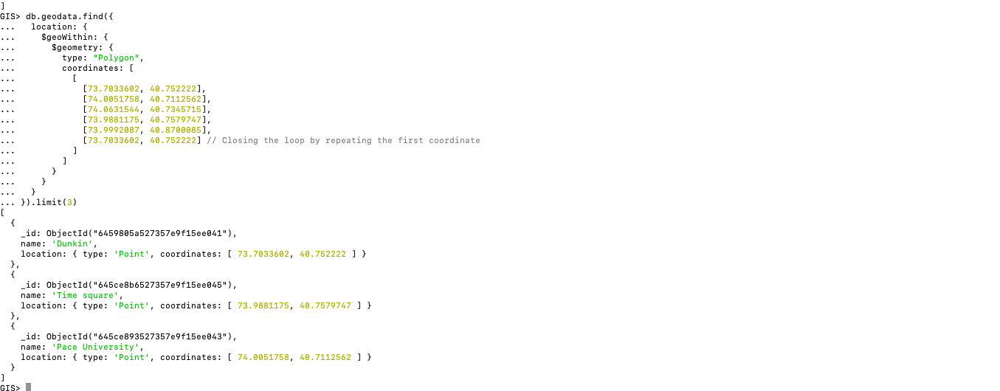 ]
GIS> db.geodata.find({
...   location: {
...     $geoWithin: {
...       $geometry: {
...         type: "Polygon",
...         coordinates: [
...           [
...             [73.7033602, 40.752222],
...             [74.0051758, 40.7112562],
...             [74.0631544, 40.7345715],
...             [73.9881175, 40.7579747],
...             [73.9992087, 40.8700085],
...             [73.7033602, 40.752222] // Closing the loop by repeating the first coordinate
...           ]
...         ]
...       }
...     }
...   }
... }).limit(3)
[
  {
    _id: ObjectId("6459805a527357e9f15ee041"),
    name: 'Dunkin',
    location: { type: 'Point', coordinates: [ 73.7033602, 40.752222 ] }
  },
  {
    _id: ObjectId("645ce8b6527357e9f15ee045"),
    name: 'Time square',
    location: { type: 'Point', coordinates: [ 73.9881175, 40.7579747 ] }
  },
  {
    _id: ObjectId("645ce893527357e9f15ee043"),
    name: 'Pace University',
    location: { type: 'Point', coordinates: [ 74.0051758, 40.7112562 ] }
  }
]
GIS>